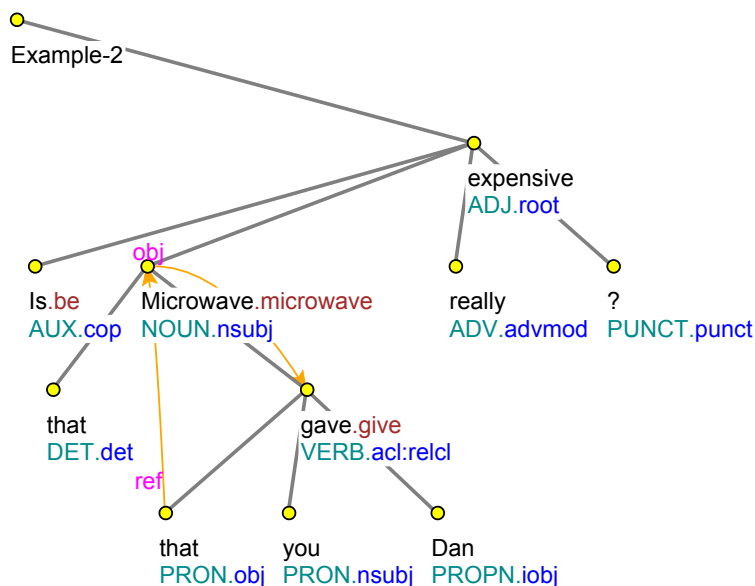 Example-2
expensive
ADJ.root
obj
Is.be
AUX.cop
Microwave.microwave
NOUN.nsubj
really
ADV.advmod
?
PUNCT.punct
that
DET.det
gave.give
VERB.acl:relcl
ref
that
PRON.obj
you
PRON.nsubj
Dan
PROPN.iobj